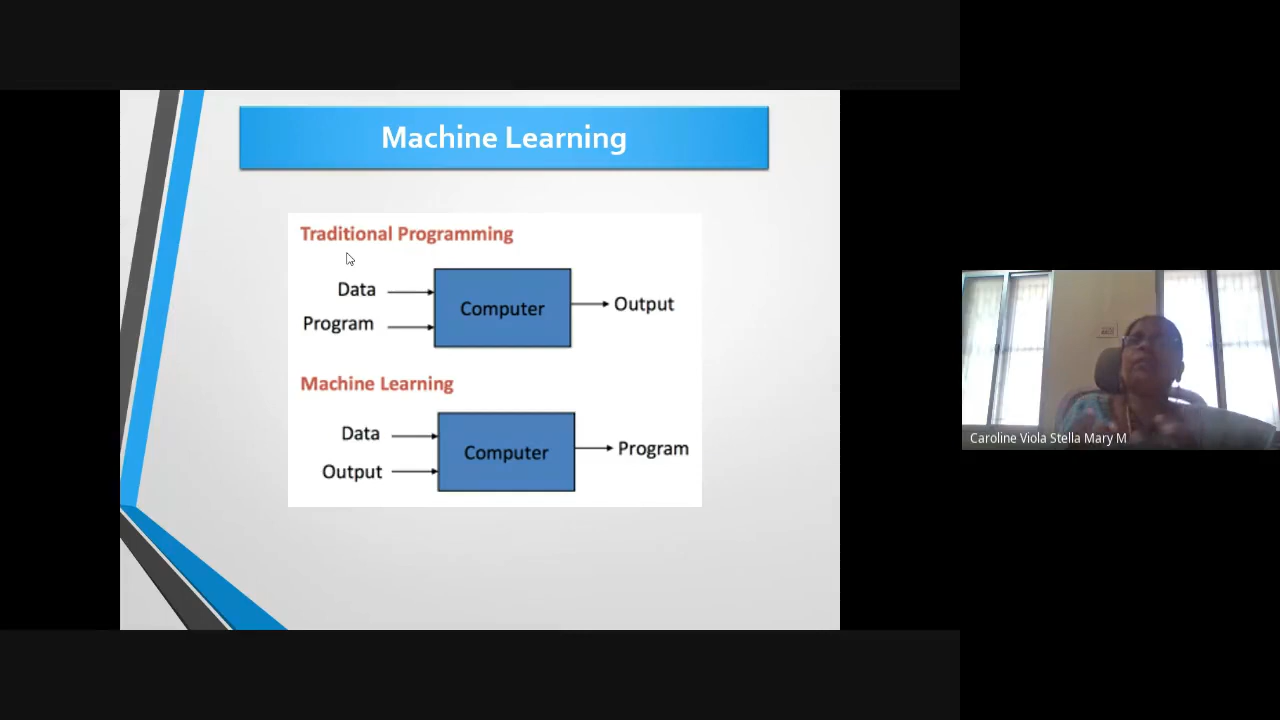 Machine Learning
Traditional Programming
Data
Program
Computer
Output
Machine Learning
Data
Output
Computer
Program
Caroline Viola Stella Mary M